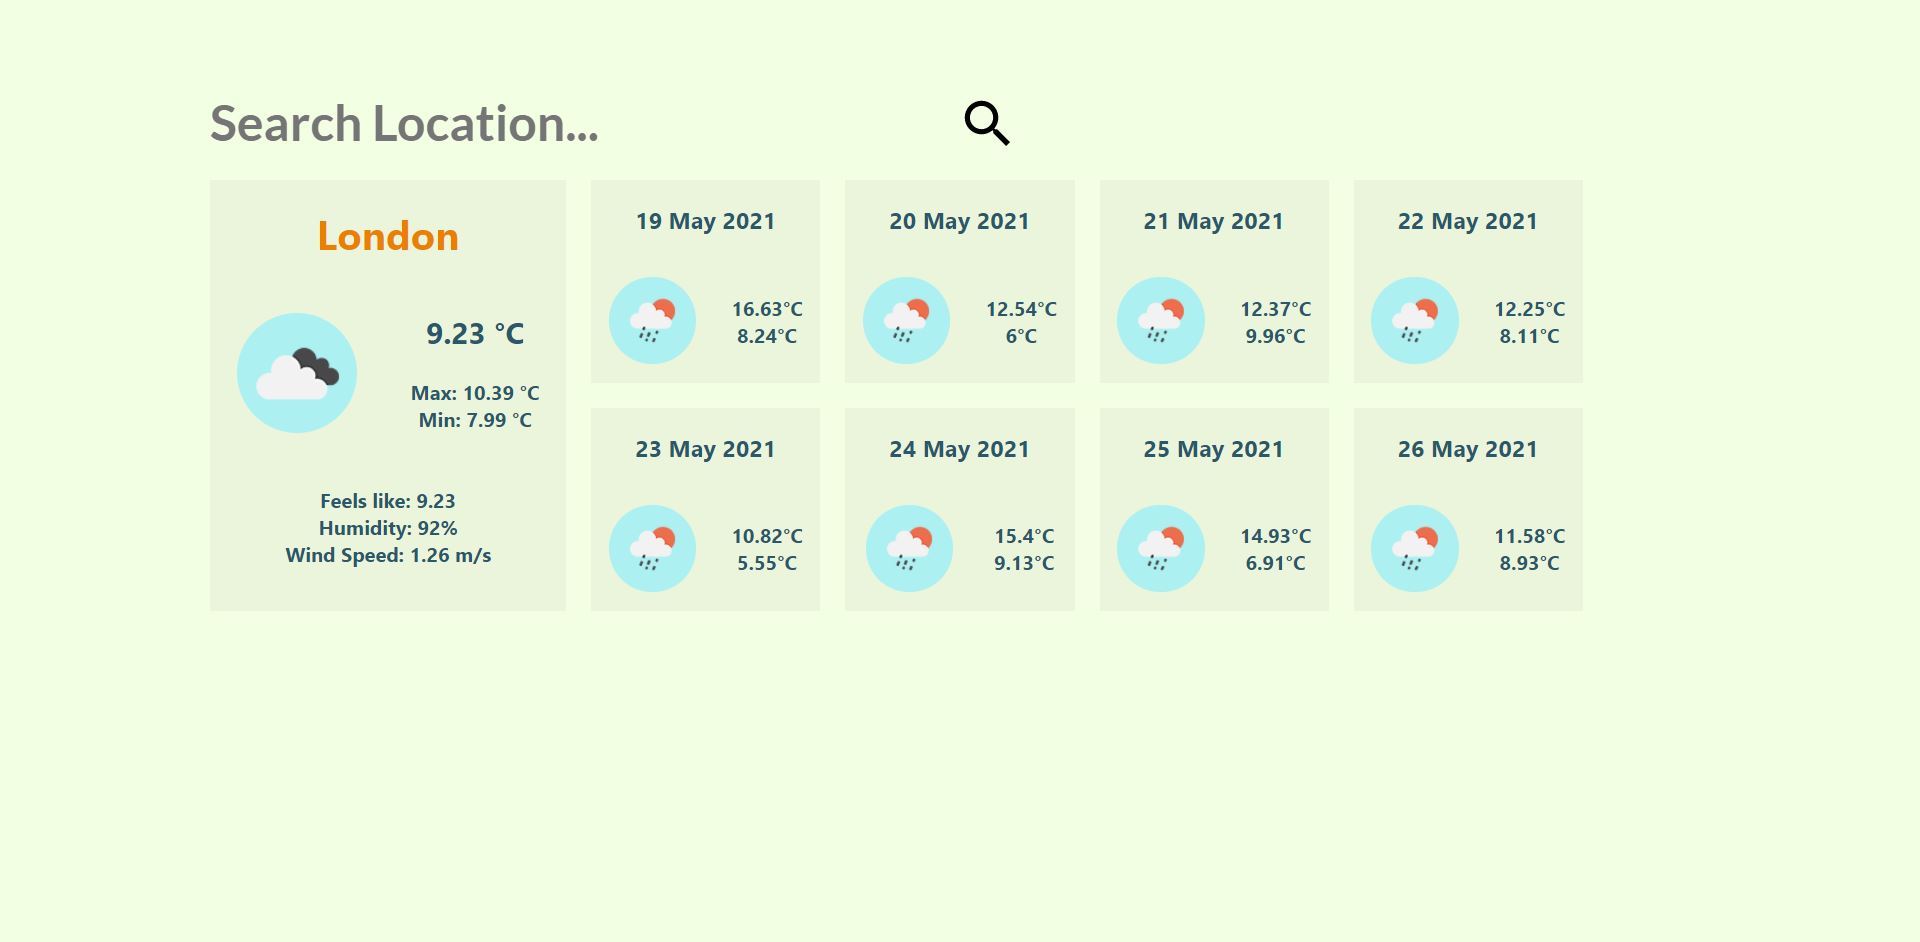 Search Location...
London
9.23 °C
Max: 10.39 °C
Min: 7.99 °C
Feels like: 9.23
Humidity: 92%
Wind Speed: 1.26 m/s
19 May 2021
16.63°C
8.24°C
20 May 2021
12.54°C
6°C
21 May 2021
12.37°C
9.96°C
22 May 2021
12.25°C
8.11°C
23 May 2021
10.82°C
5.55°C
24 May 2021
15.4°C
9.13°C
25 May 2021
14.93°C
6.91°C
26 May 2021
11.58°C
8.93°C